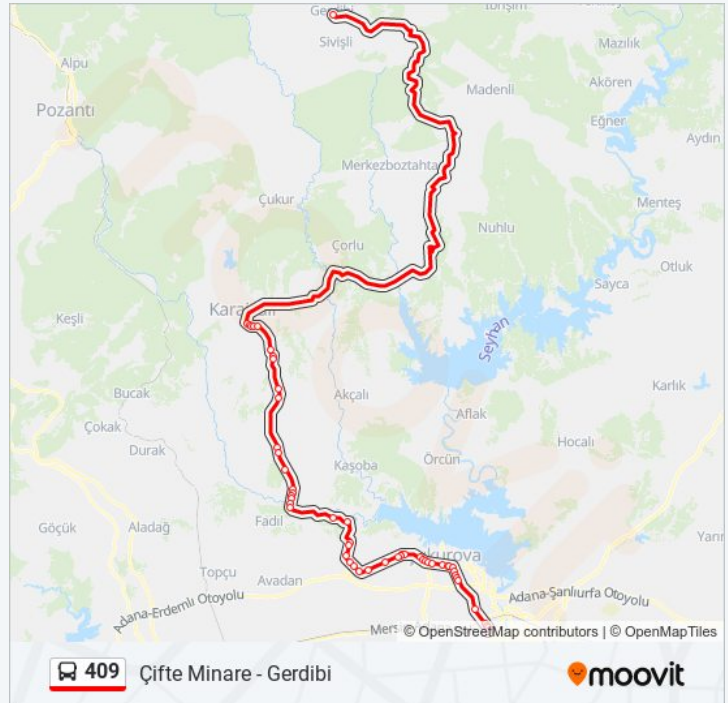 Gerdibi
İbrişim
Sivişli
Mazılık
Alpu
Madenli
Akören
Pozantı
Eğner
Aydın
Merkezboztahta
Çukur
Menteş
Nuhlu
Çorlu
Otluk
Sayca
Keşli
Seyhan
Karlık
Bucak
Akçalı
Çokak
Aflak
Durak
Hocalı
Örcün
Kaşoba
Göçük
Aladağ
Fadıl
Topçu
Avadan
Adana-Erdemli Otoyolu
Adana-Şanlıurfa Otoyolu
© OpenStreetMap contributors | © OpenMapTiles
409 Çifte Minare - Gerdibi
moovit